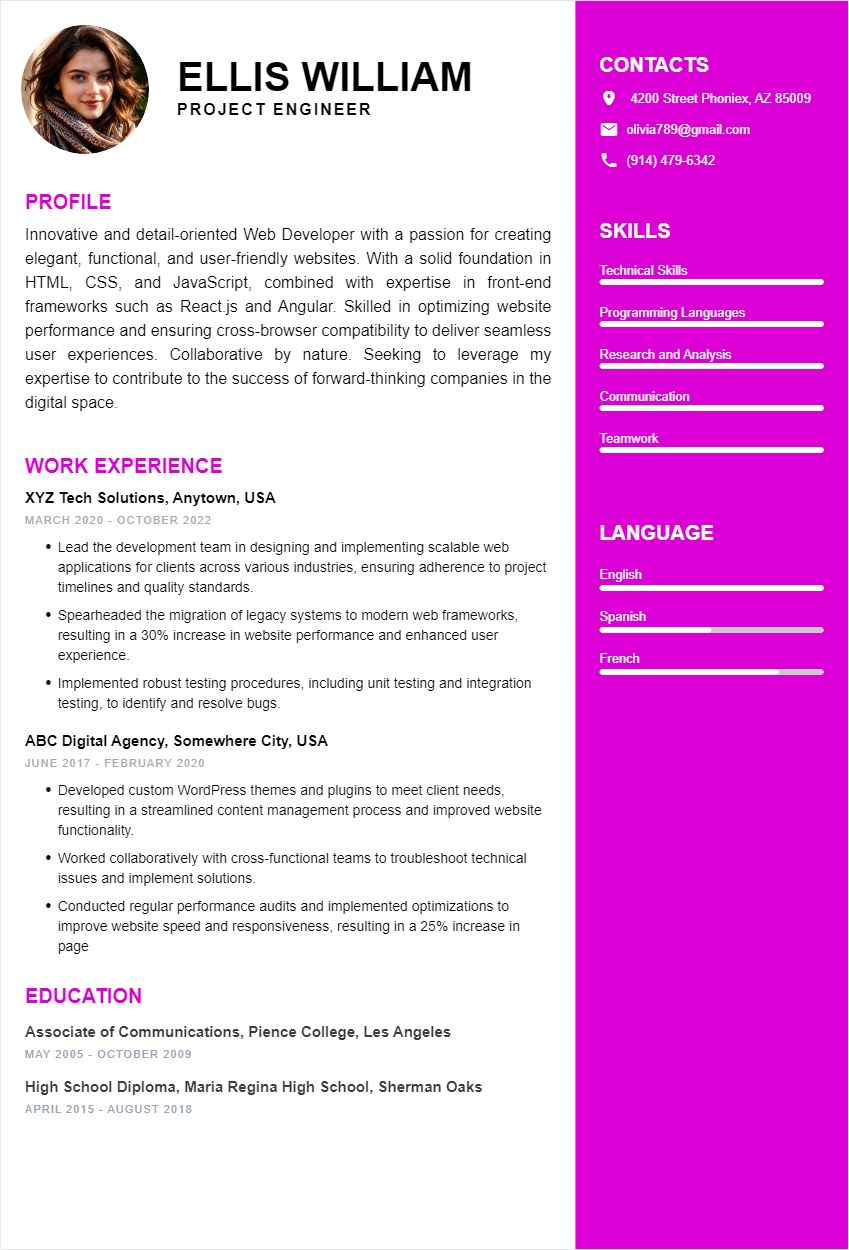 ELLIS WILLIAM
PROJECT ENGINEER
PROFILE
Innovative and detail-oriented Web Developer with a passion for creating
elegant, functional, and user-friendly websites. With a solid foundation in
HTML, CSS, and JavaScript, combined with expertise in front-end
frameworks such as React.js and Angular. Skilled in optimizing website
performance and ensuring cross-browser compatibility to deliver seamless
user experiences. Collaborative by nature. Seeking to leverage my
expertise to contribute to the success of forward-thinking companies in the
digital space.
WORK EXPERIENCE
XYZ Tech Solutions, Anytown, USA
MARCH 2020 - OCTOBER 2022
• Lead the development team in designing and implementing scalable web
applications for clients across various industries, ensuring adherence to project
timelines and quality standards.
• Spearheaded the migration of legacy systems to modern web frameworks,
resulting in a 30% increase in website performance and enhanced user
experience.
• Implemented robust testing procedures, including unit testing and integration
testing, to identify and resolve bugs.
ABC Digital Agency, Somewhere City, USA
JUNE 2017 - FEBRUARY 2020
• Developed custom WordPress themes and plugins to meet client needs,
resulting in a streamlined content management process and improved website
functionality.
• Worked collaboratively with cross-functional teams to troubleshoot technical
issues and implement solutions.
• Conducted regular performance audits and implemented optimizations to
improve website speed and responsiveness, resulting in a 25% increase in
page
EDUCATION
Associate of Communications, Pience College, Les Angeles
MAY 2005 - OCTOBER 2009
High School Diploma, Maria Regina High School, Sherman Oaks
APRIL 2015 - AUGUST 2018
CONTACTS
4200 Street Phoniex, AZ 85009
olivia789@gmail.com
(914) 479-6342
SKILLS
Technical Skills
Programming Languages
Research and Analysis
Communication
Teamwork
LANGUAGE
English
Spanish
French